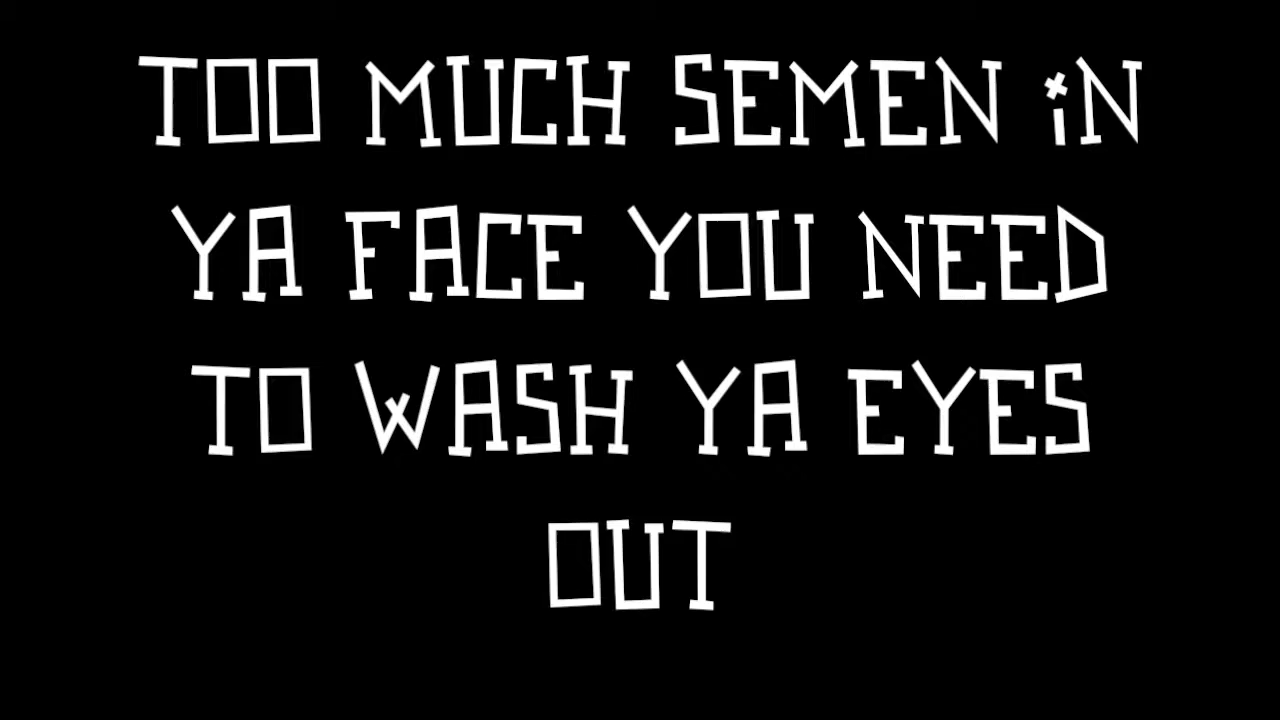 TOO MUCH SEMEN iN
YA FACE YOU NEED
TO WASH YA EYES
OUT